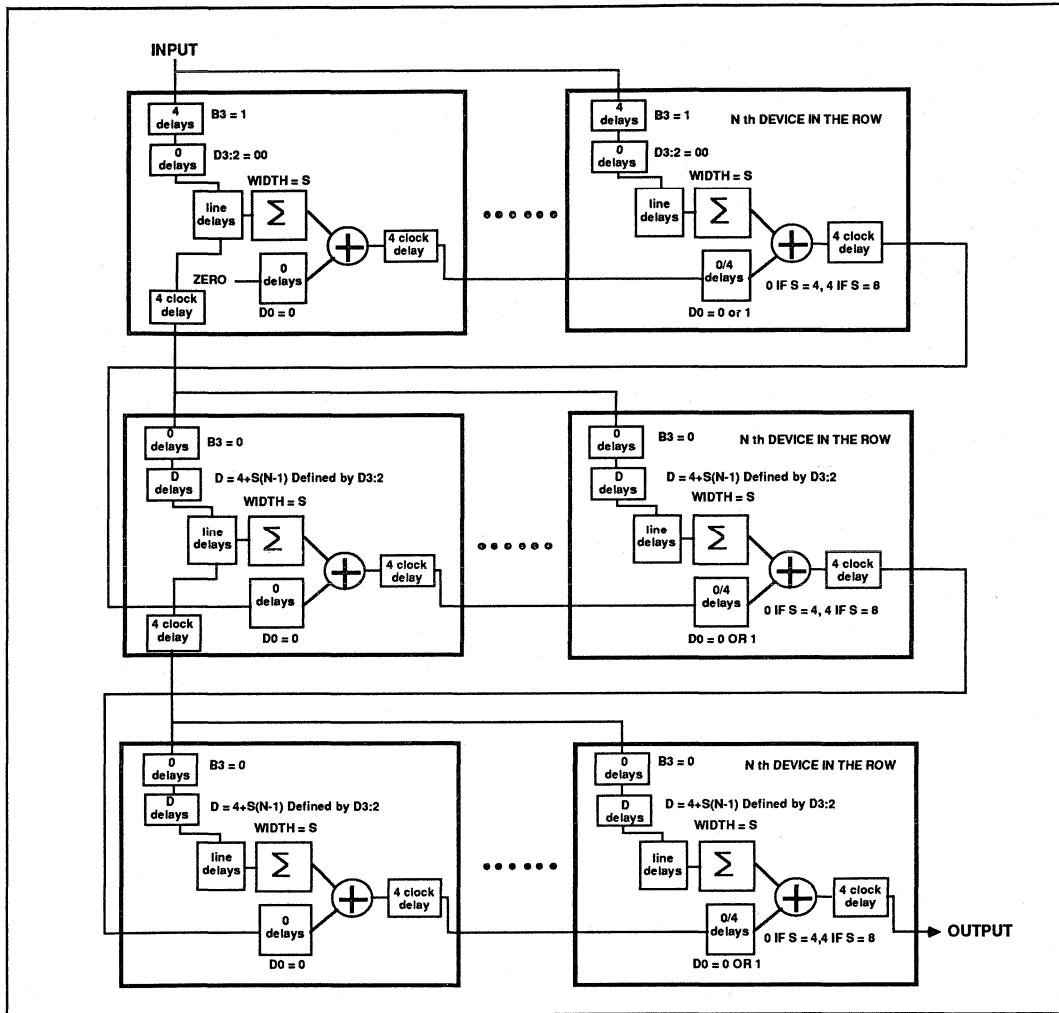 INPUT
4
delays
B3 = 1
0
delays
D3:2 = 00
WIDTH = S
line
delays
Σ
4 clock
delay
ZERO
0
delays
D0 = 0
4 clock
delay
4
delays
B3 = 1
N th DEVICE IN THE ROW
0
delays
D3:2 = 00
WIDTH = S
line
delays
Σ
4 clock
delay
0/4
delays
0 IF S = 4, 4 IF S = 8
D0 = 0 or 1
0
delays
B3 = 0
D
delays
D = 4+S(N-1) Defined by D3:2
WIDTH = S
line
delays
Σ
4 clock
delay
0
delays
D0 = 0
4 clock
delay
0
delays
B3 = 0
N th DEVICE IN THE ROW
D
delays
D = 4+S(N-1) Defined by D3:2
WIDTH = S
line
delays
Σ
4 clock
delay
0/4
delays
0 IF S = 4, 4 IF S = 8
D0 = 0 OR 1
0
delays
B3 = 0
D
delays
D = 4+S(N-1) Defined by D3:2
WIDTH = S
line
delays
Σ
4 clock
delay
0
delays
D0 = 0
0
delays
B3 = 0
N th DEVICE IN THE ROW
D
delays
D = 4+S(N-1) Defined by D3:2
WIDTH = S
line
delays
Σ
4 clock
delay
0/4
delays
0 IF S = 4,4 IF S = 8
D0 = 0 OR 1
OUTPUT